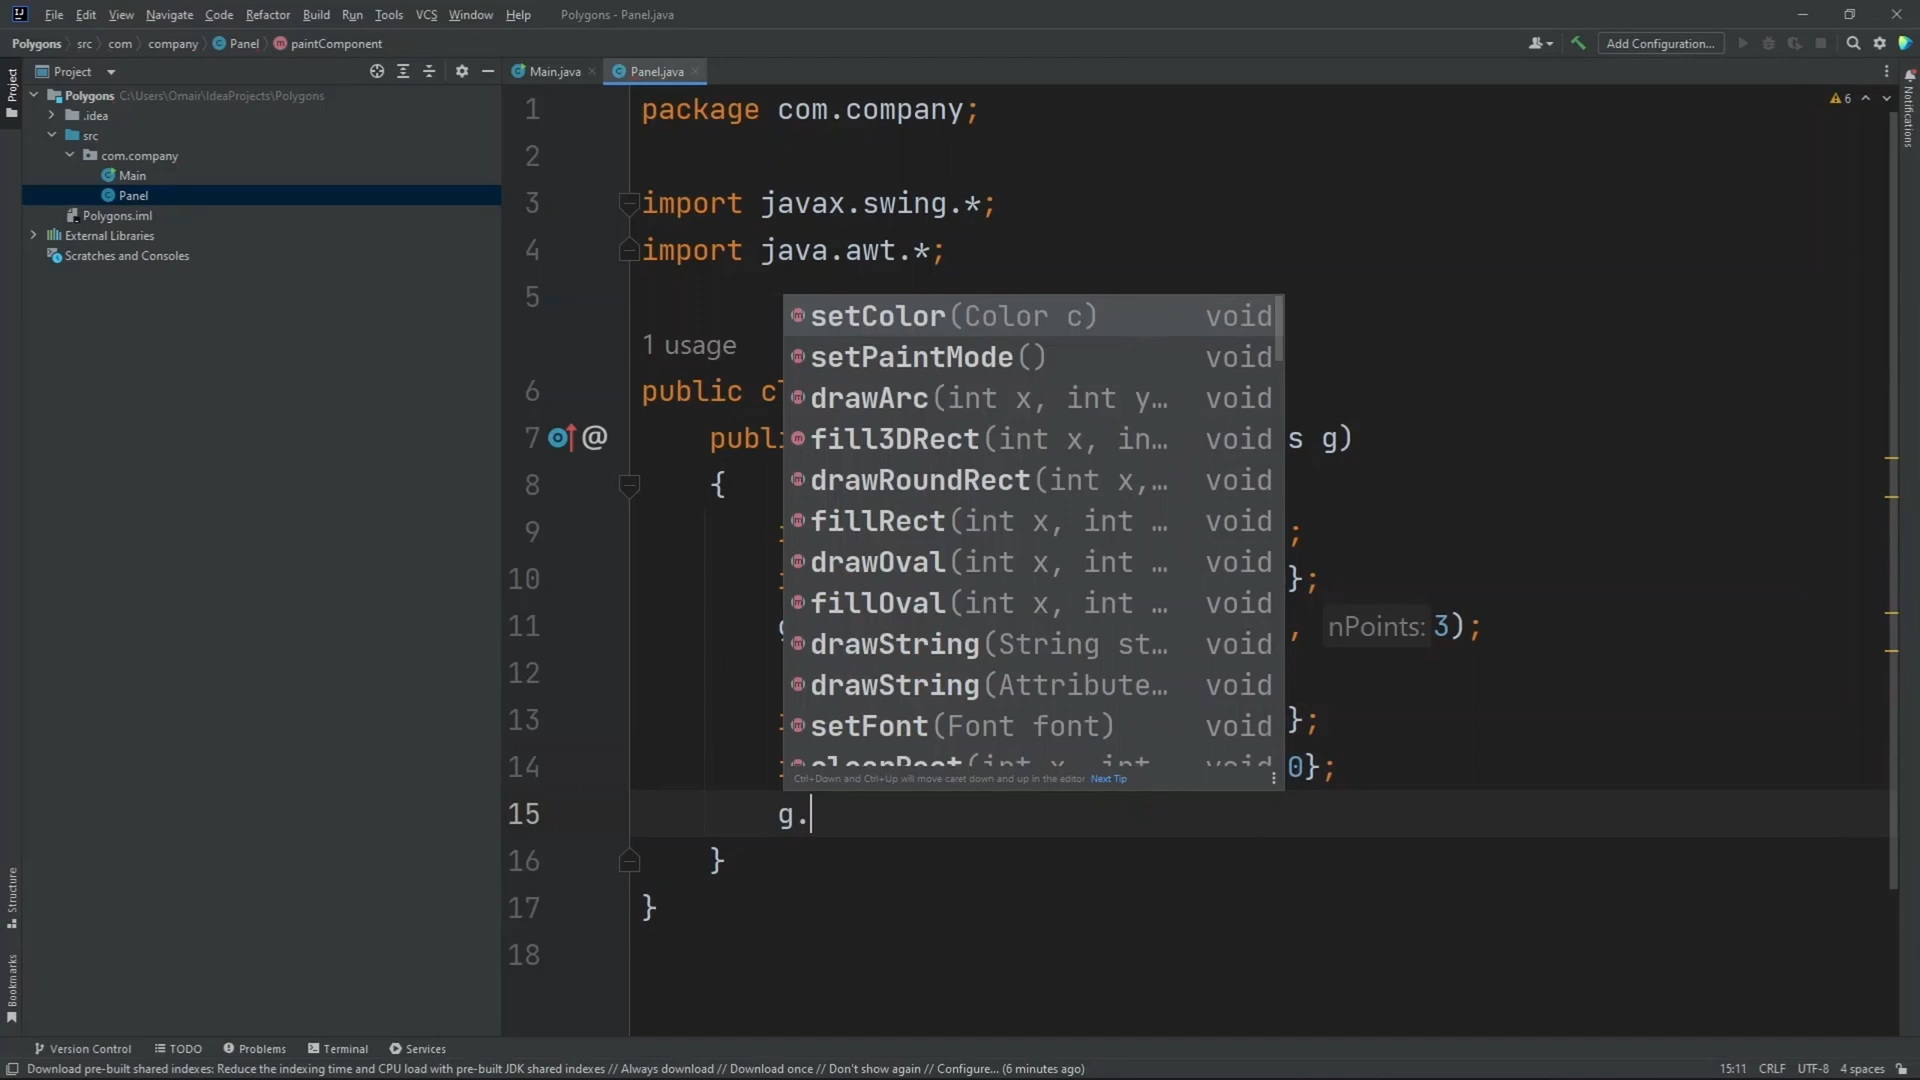 File Edit View Navigate Code Refactor Build Run Tools VCS Window Help Polygons - Panel.java
Polygons src com company Panel paintComponent Add Configuration...
Project
Project
Main.java
Panel.java
Polygons C:\Users\Omair\IdeaProjects\Polygons
.idea
src
com.company
Main
Panel
Polygons.iml
External Libraries
Scratches and Consoles
6
Notifications
1 package com.company;
2
3 import javax.swing.*;
4 import java.awt.*;
5
1 usage
6 public cl
7 @ publi s g)
8 {
9 ;
10 };
11 , nPoints: 3);
12
13 };
14 0};
15 g.
16 }
17 }
18
setColor(Color c) void
setPaintMode() void
drawArc(int x, int y… void
fill3DRect(int x, in… void
drawRoundRect(int x,… void
fillRect(int x, int … void
drawOval(int x, int … void
fillOval(int x, int … void
drawString(String st… void
drawString(Attribute… void
setFont(Font font) void
clearRect(int x, int … void
Ctrl+Down and Ctrl+Up will move caret down and up in the editor Next Tip
Structure
Bookmarks
Version Control TODO Problems Terminal Services
Download pre-built shared indexes: Reduce the indexing time and CPU load with pre-built JDK shared indexes // Always download // Download once // Don't show again // Configure... (6 minutes ago) 15:11 CRLF UTF-8 4 spaces